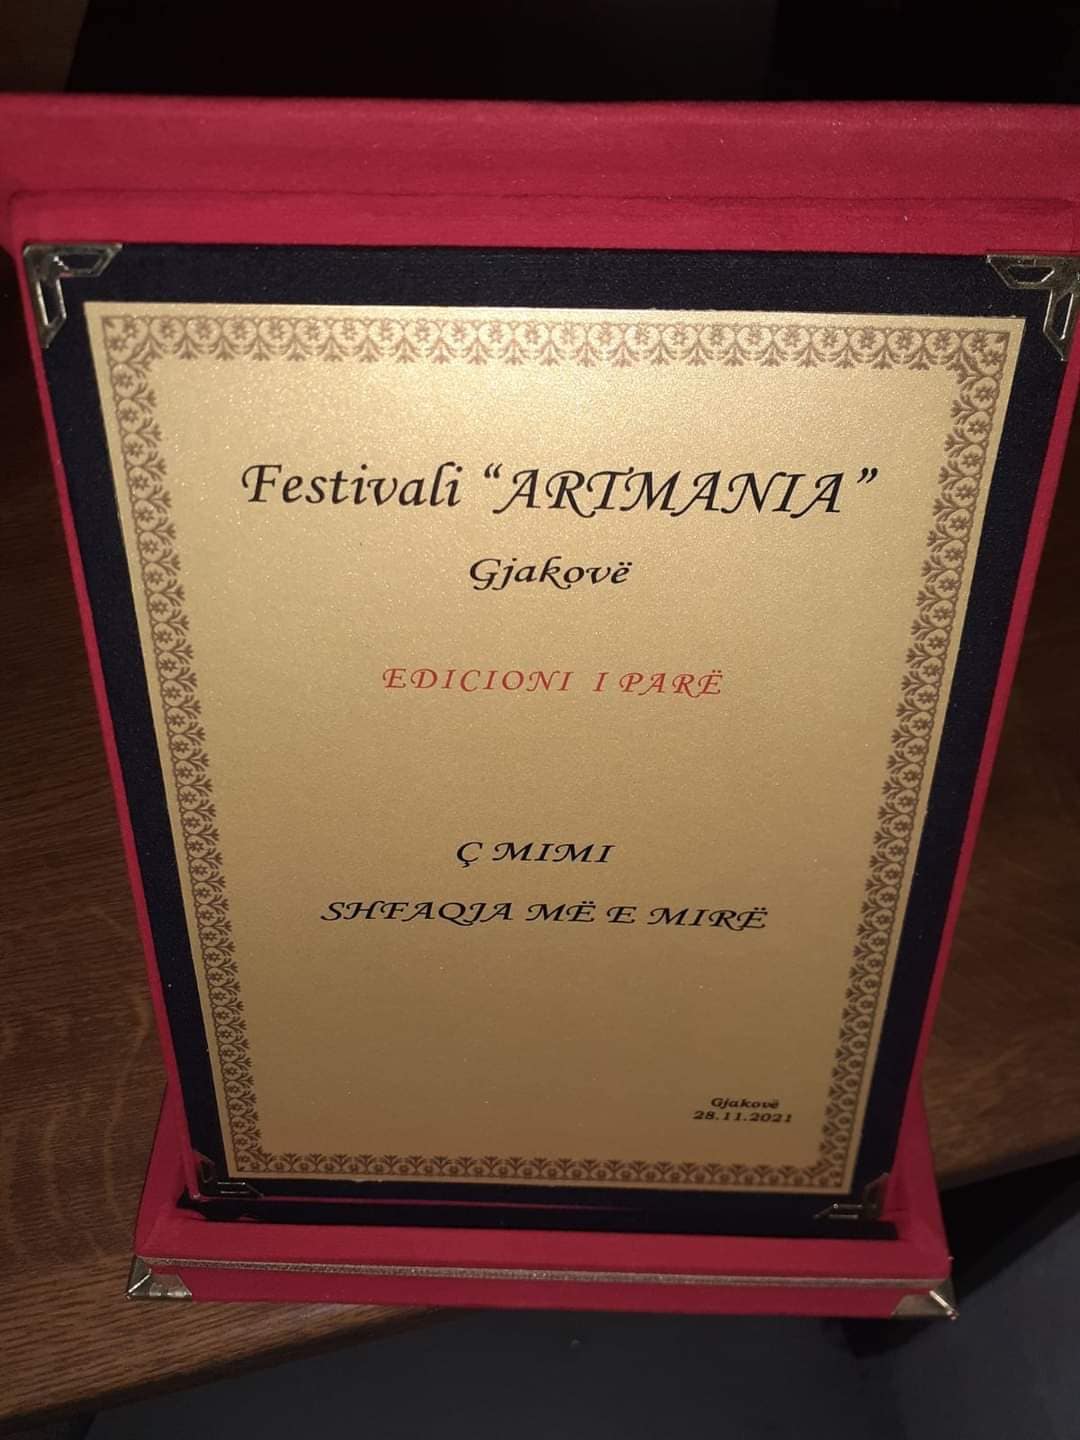 Festivali “ARTMANIA”
Gjakovë
EDICIONI I PARË
Ç MIMI
SHFAQJA MË E MIRË
Gjakovë
28.11.2021